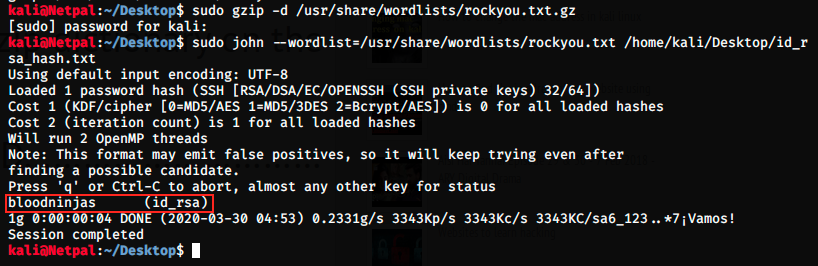 kali@Netpal:~/Desktop$ sudo gzip -d /usr/share/wordlists/rockyou.txt.gz
[sudo] password for kali:
kali@Netpal:~/Desktop$ sudo john --wordlist=/usr/share/wordlists/rockyou.txt /home/kali/Desktop/id_r
sa_hash.txt
Using default input encoding: UTF-8
Loaded 1 password hash (SSH [RSA/DSA/EC/OPENSSH (SSH private keys) 32/64])
Cost 1 (KDF/cipher [0=MD5/AES 1=MD5/3DES 2=Bcrypt/AES]) is 0 for all loaded hashes
Cost 2 (iteration count) is 1 for all loaded hashes
Will run 2 OpenMP threads
Note: This format may emit false positives, so it will keep trying even after
finding a possible candidate.
Press 'q' or Ctrl-C to abort, almost any other key for status
bloodninjas      (id_rsa)
1g 0:00:00:04 DONE (2020-03-30 04:53) 0.2331g/s 3343Kp/s 3343Kc/s 3343KC/sa6_123..*7¡Vamos!
Session completed
kali@Netpal:~/Desktop$